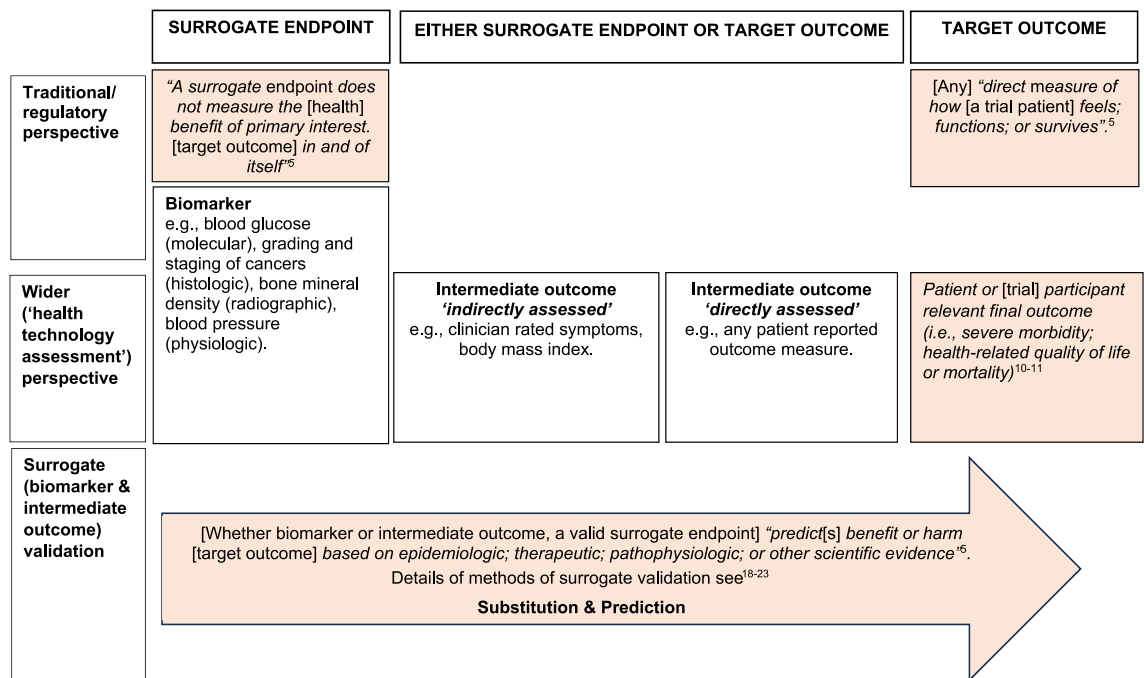 SURROGATE ENDPOINT
EITHER SURROGATE ENDPOINT OR TARGET OUTCOME
TARGET OUTCOME
Traditional/
regulatory
perspective
“A surrogate endpoint does
not measure the [health]
benefit of primary interest.
[target outcome] in and of
itself”5
[Any] “direct measure of
how [a trial patient] feels;
functions; or survives”.5
Biomarker
e.g., blood glucose
(molecular), grading and
staging of cancers
(histologic), bone mineral
density (radiographic),
blood pressure
(physiologic).
Wider
(‘health
technology
assessment’)
perspective
Intermediate outcome
‘indirectly assessed’
e.g., clinician rated symptoms,
body mass index.
Intermediate outcome
‘directly assessed’
e.g., any patient reported
outcome measure.
Patient or [trial] participant
relevant final outcome
(i.e., severe morbidity;
health-related quality of life
or mortality)10-11
Surrogate
(biomarker &
intermediate
outcome)
validation
[Whether biomarker or intermediate outcome, a valid surrogate endpoint] “predict[s] benefit or harm
[target outcome] based on epidemiologic; therapeutic; pathophysiologic; or other scientific evidence”5.
Details of methods of surrogate validation see18-23
Substitution & Prediction